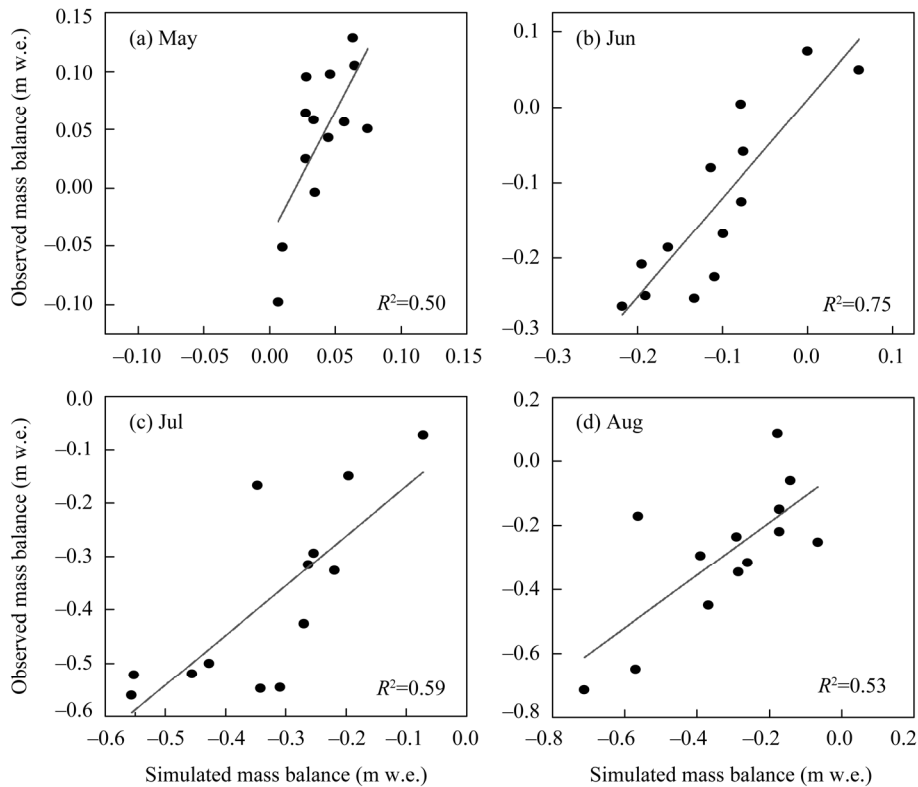 (a) May
0.15
0.10
0.05
0.00
–0.05
–0.10
Observed mass balance (m w.e.)
R²=0.50
–0.10 –0.05 0.00 0.05 0.10 0.15
(b) Jun
0.1
0.0
–0.1
–0.2
–0.3
R²=0.75
–0.3 –0.2 –0.1 0.0 0.1
(c) Jul
0.0
–0.1
–0.2
–0.3
–0.4
–0.5
–0.6
Observed mass balance (m w.e.)
R²=0.59
–0.6 –0.5 –0.4 –0.3 –0.2 –0.1 0.0
Simulated mass balance (m w.e.)
(d) Aug
0.2
0.0
–0.2
–0.4
–0.6
–0.8
R²=0.53
–0.8 –0.6 –0.4 –0.2 0.0 0.2
Simulated mass balance (m w.e.)